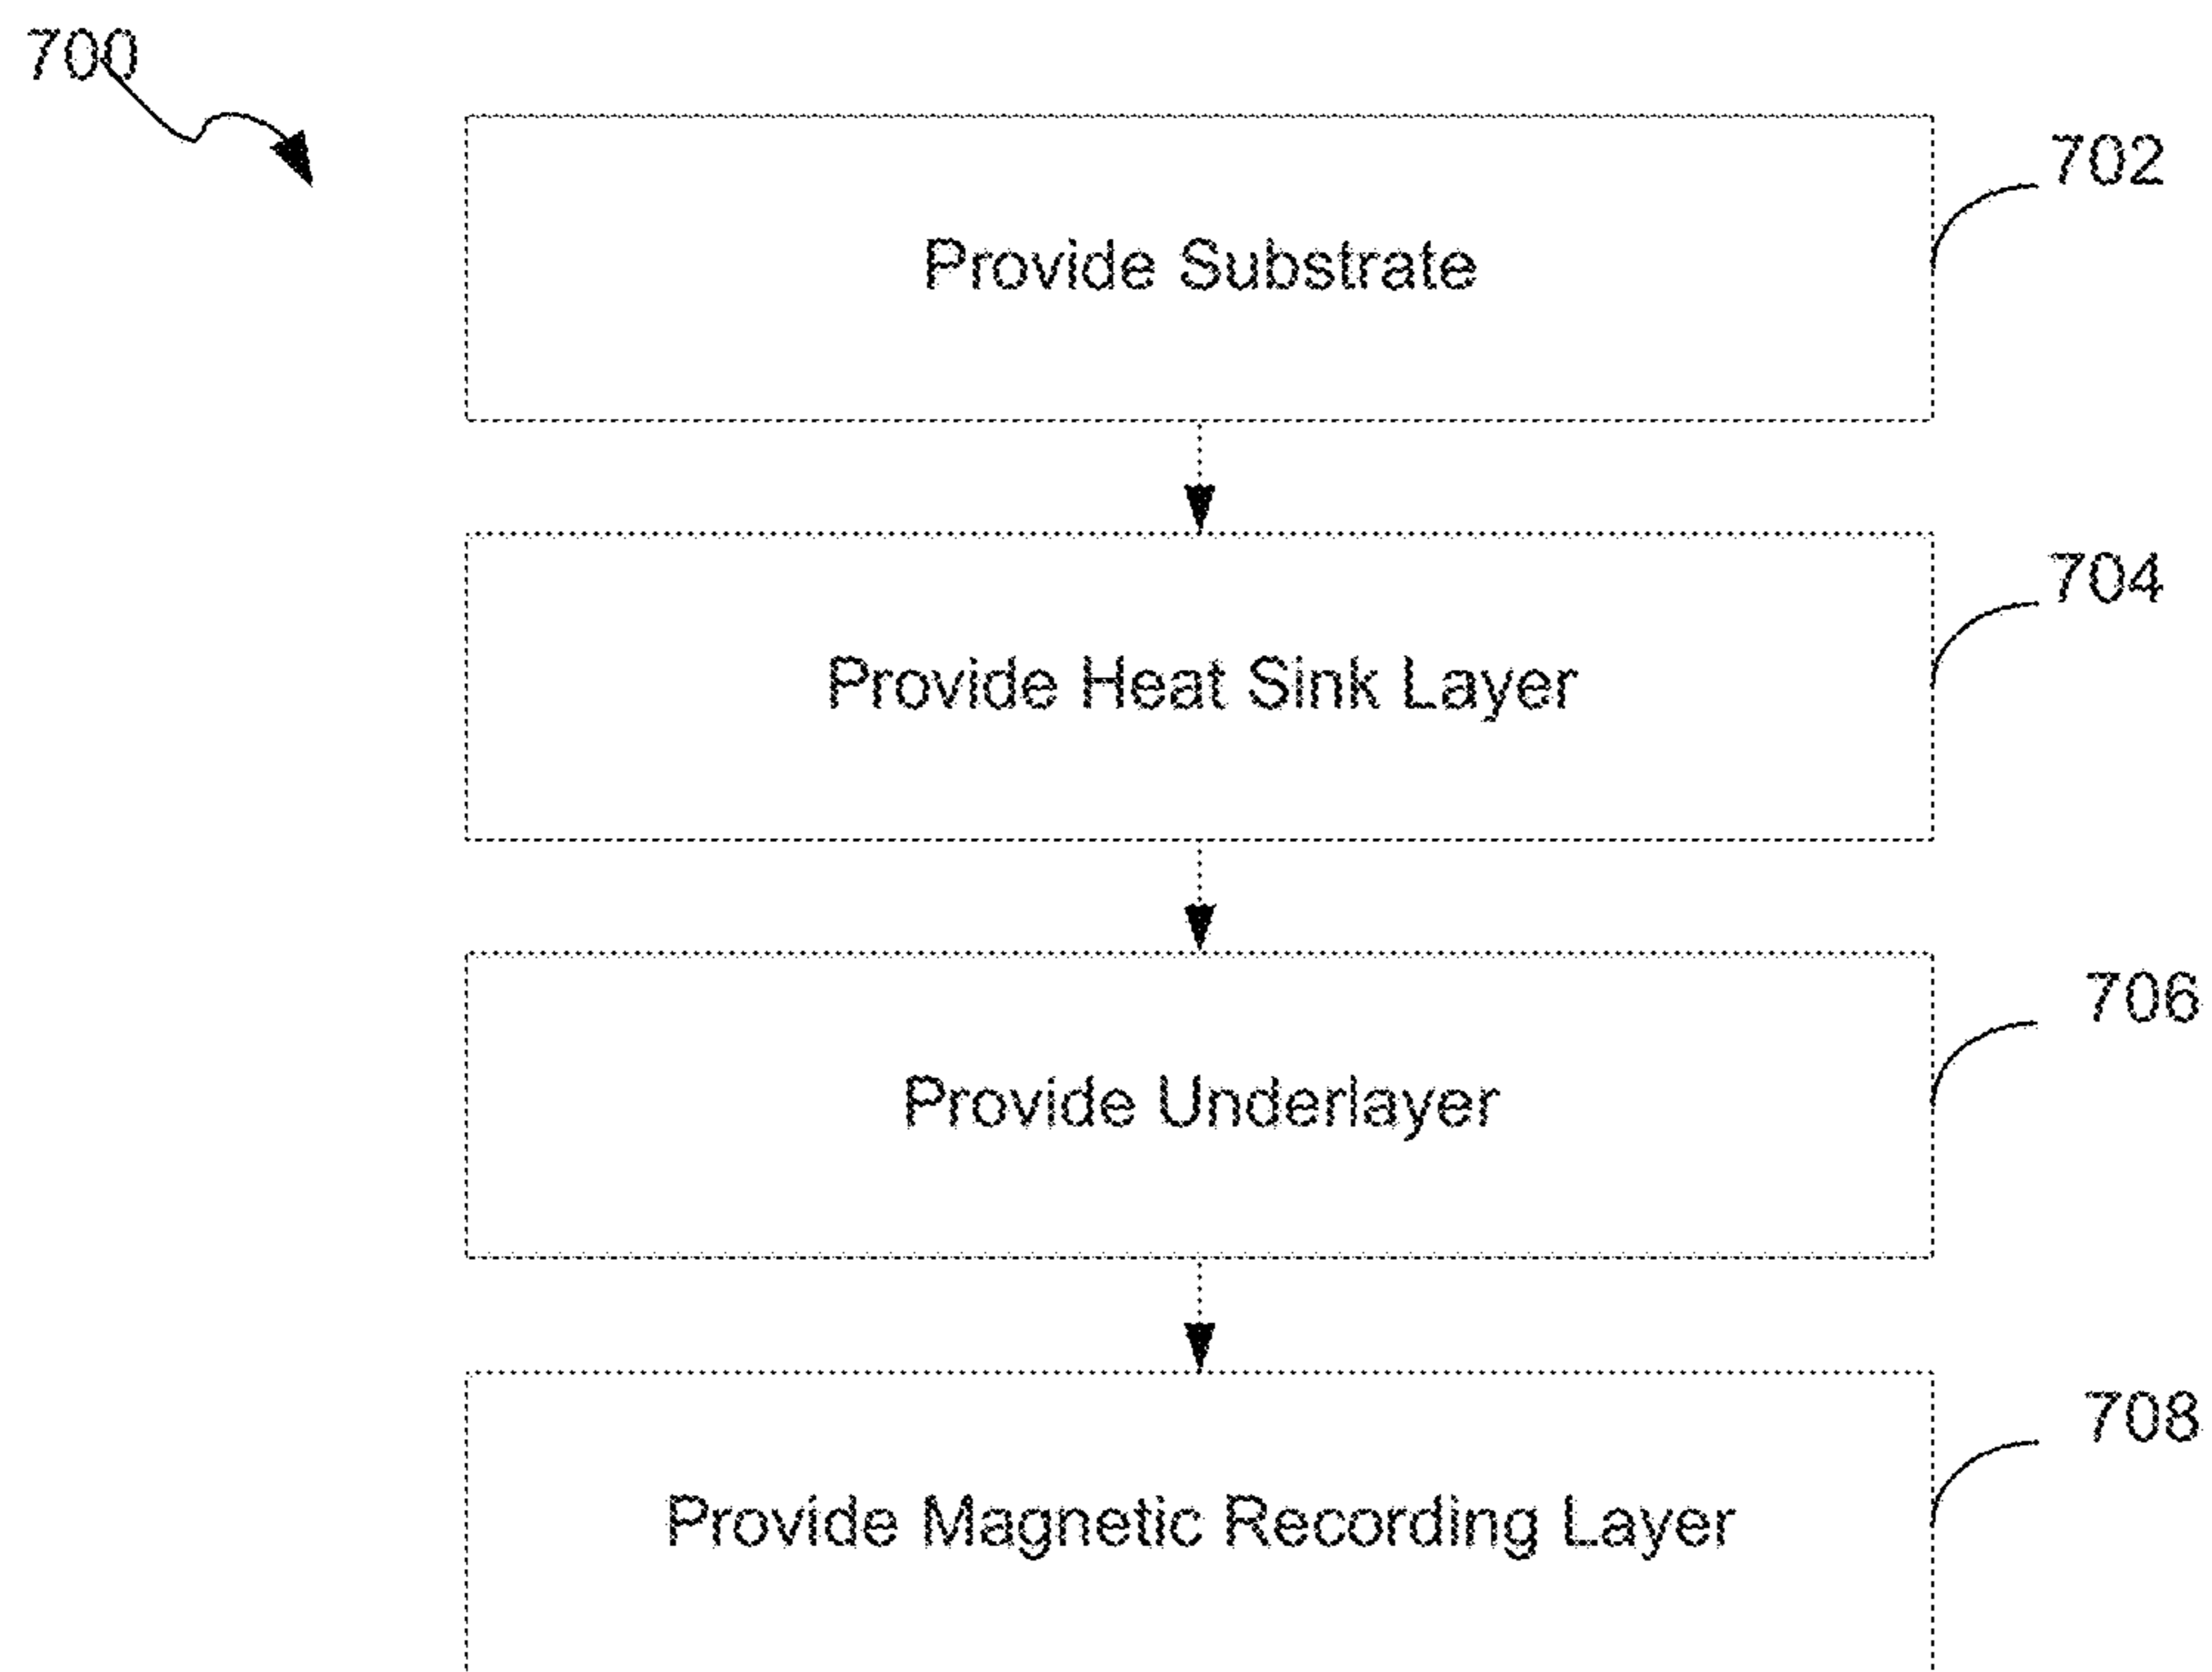 700
702
Provide Substrate
704
Provide Heat Sink Layer
706
Provide Underlayer
708
Provide Magnetic Recording Layer